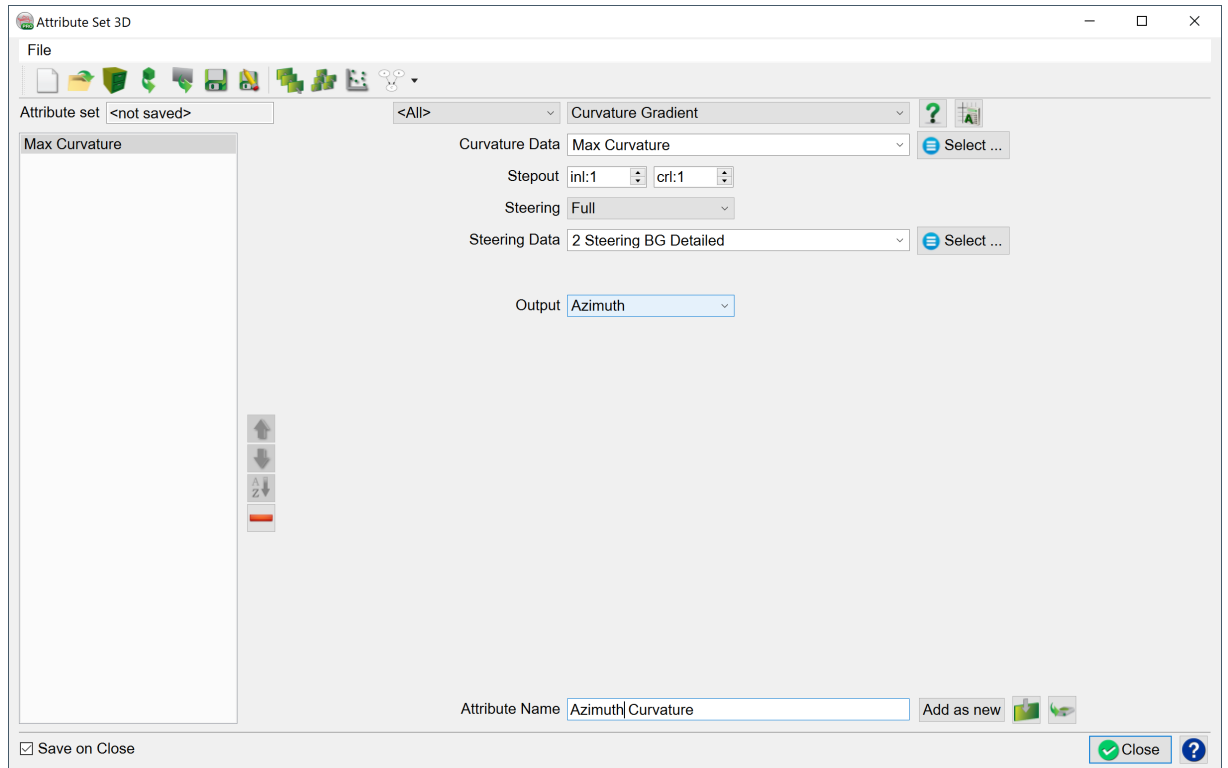 Attribute Set 3D
File
Attribute set <not saved> <All> Curvature Gradient
Max Curvature
Curvature Data Max Curvature Select ...
Stepout inl:1 crl:1
Steering Full
Steering Data 2 Steering BG Detailed Select ...
Output Azimuth
Attribute Name Azimuth Curvature Add as new
Save on Close Close